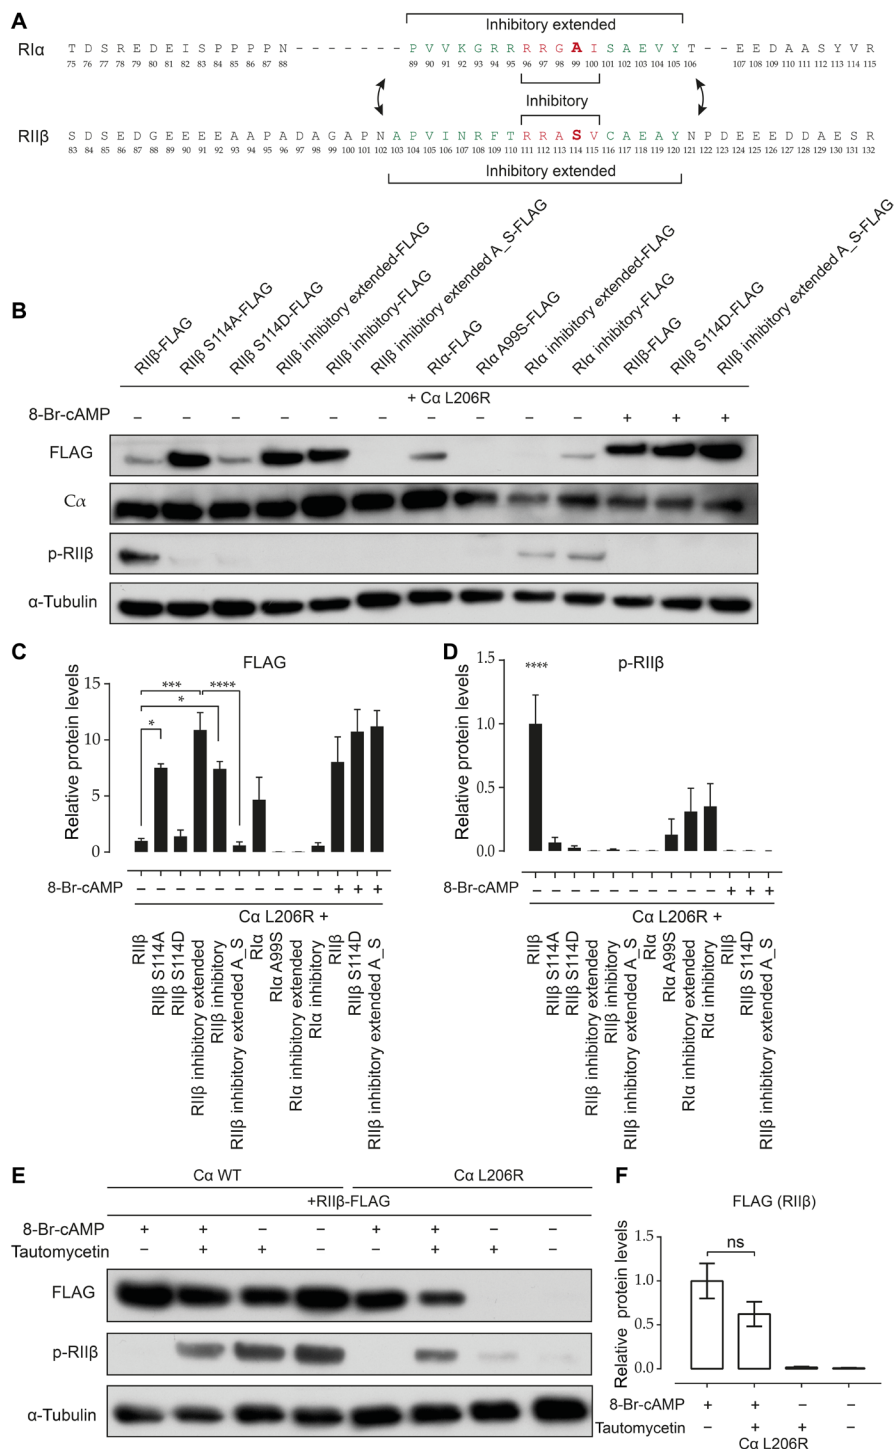 A
Inhibitory extended
RIα T D S R E D E I S P P P P N - - - - - - - P V V K G R R R R G A I S A E V Y T - E E D A A S Y V R
75 76 77 78 79 80 81 82 83 84 85 86 87 88 89 90 91 92 93 94 95 96 97 98 99 100 101 102 103 104 105 106 107 108 109 110 111 112 113 114 115
Inhibitory
RIIβ S D S E D G E E E E A A P A D A G A P N A P V I N R F T R R A S V C A E A Y N P D E E E D D A E S R
83 84 85 86 87 88 89 90 91 92 93 94 95 96 97 98 99 100 101 102 103 104 105 106 107 108 109 110 111 112 113 114 115 116 117 118 119 120 121 122 123 124 125 126 127 128 129 130 131 132
Inhibitory extended
B
RIIβ-FLAG
RIIβ S114A-FLAG
RIIβ S114D-FLAG
RIIβ inhibitory extended-FLAG
RIIβ inhibitory-FLAG
RIIβ inhibitory extended A_S-FLAG
RIα-FLAG
RIα A99S-FLAG
RIα inhibitory extended-FLAG
RIα inhibitory-FLAG
RIIβ-FLAG
RIIβ S114D-FLAG
RIIβ inhibitory extended A_S-FLAG
+ Cα L206R
8-Br-cAMP − − − − − − − − − − + + +
FLAG
Cα
p-RIIβ
α-Tubulin
C
FLAG
Relative protein levels
15
10
5
0
*** **** * *
8-Br-cAMP − − − − − − − − − − + + +
Cα L206R +
RIIβ
RIIβ S114A
RIIβ S114D
RIIβ inhibitory extended
RIIβ inhibitory
RIIβ inhibitory extended A_S
RIα
RIα A99S
RIα inhibitory extended
RIα inhibitory
RIIβ
RIIβ S114D
RIIβ inhibitory extended A_S
D
p-RIIβ
Relative protein levels
1.5
1.0
0.5
0.0
****
8-Br-cAMP − − − − − − − − − − + + +
Cα L206R +
RIIβ
RIIβ S114A
RIIβ S114D
RIIβ inhibitory extended
RIIβ inhibitory
RIIβ inhibitory extended A_S
RIα
RIα A99S
RIα inhibitory extended
RIα inhibitory
RIIβ
RIIβ S114D
RIIβ inhibitory extended A_S
E
Cα WT Cα L206R
+RIIβ-FLAG
8-Br-cAMP + + − − + + − −
Tautomycetin − + + − − + + −
FLAG
p-RIIβ
α-Tubulin
F
FLAG (RIIβ)
Relative protein levels
1.5
1.0
0.5
0.0
ns
8-Br-cAMP + + − −
Tautomycetin − + + −
Cα L206R